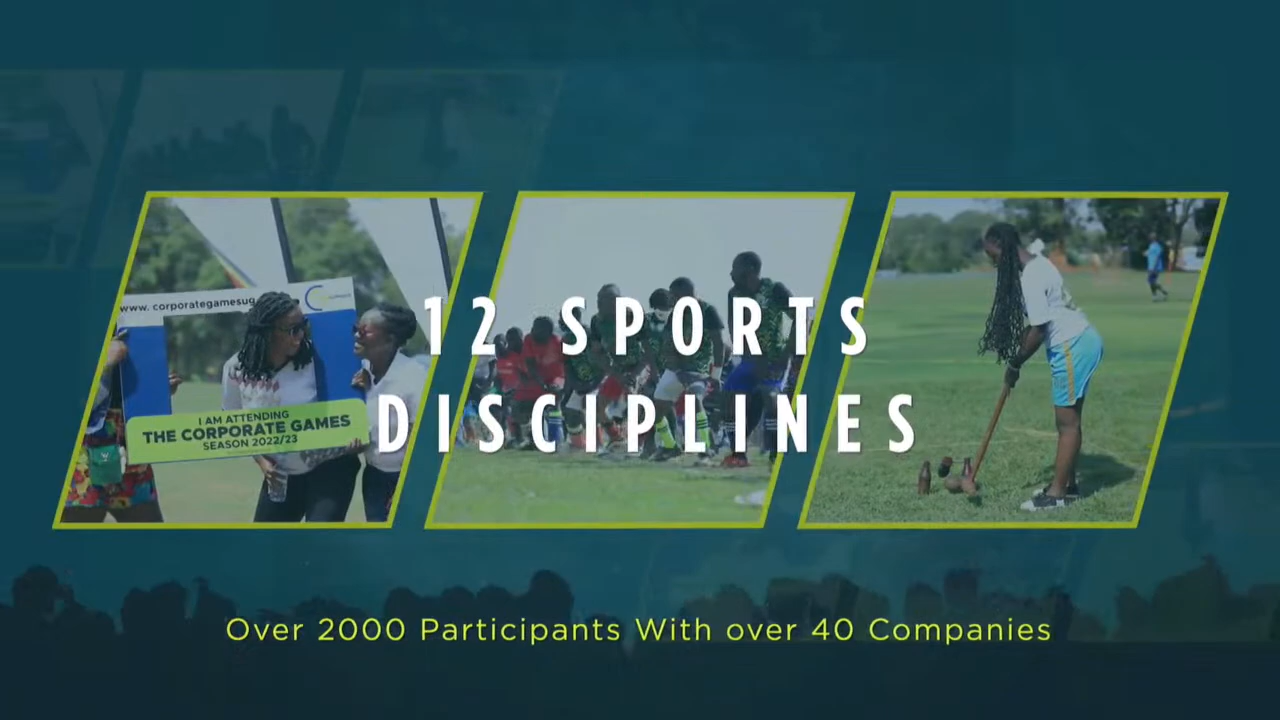 www. corporategamesug
I AM ATTENDING
THE CORPORATE GAMES
SEASON 2022/23
12 SPORTS
DISCIPLINES
Over 2000 Participants With over 40 Companies